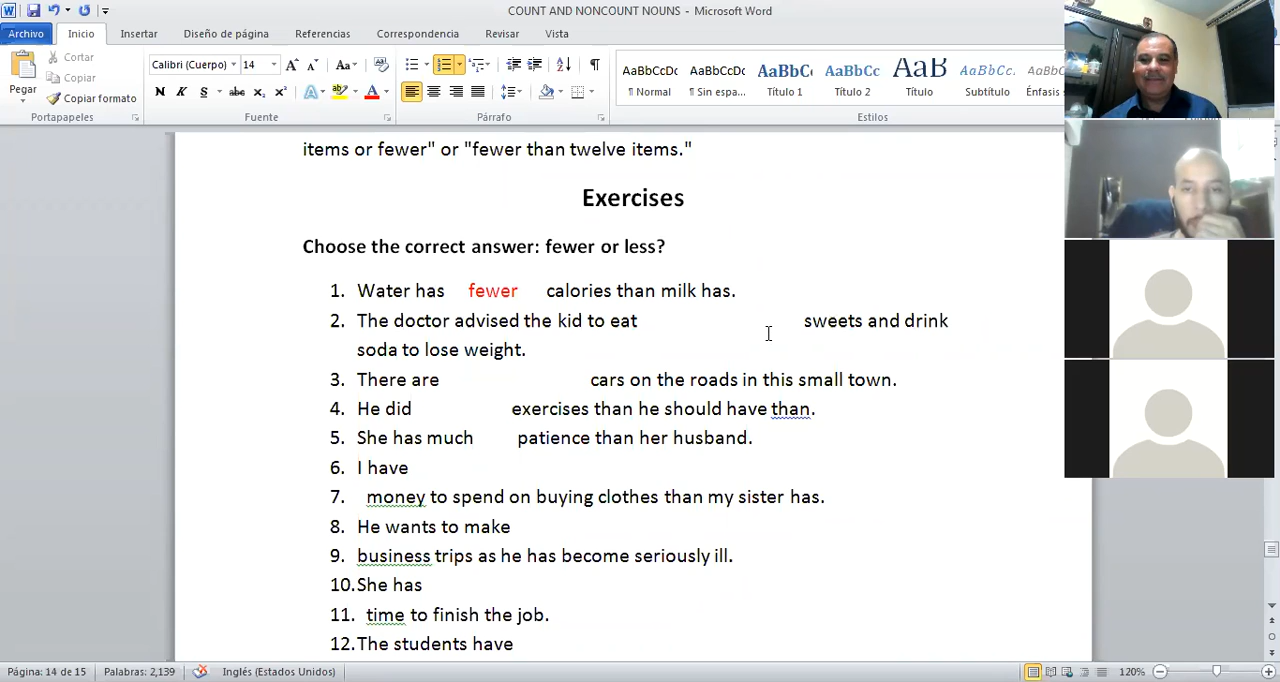 COUNT AND NONCOUNT NOUNS - Microsoft Word
Archivo Inicio Insertar Diseño de página Referencias Correspondencia Revisar Vista
Cortar
Copiar
Copiar formato
Pegar
Portapapeles
Calibri (Cuerpo) 14
Fuente
Párrafo
AaBbCcDc AaBbCcDc AaBbC AaBbCc AaB AaBbCc AaBbCcD
¶ Normal ¶ Sin espa... Título 1 Título 2 Título Subtítulo Énfasis
Estilos
items or fewer" or "fewer than twelve items."
Exercises
Choose the correct answer: fewer or less?
1. Water has fewer calories than milk has.
2. The doctor advised the kid to eat sweets and drink
soda to lose weight.
3. There are cars on the roads in this small town.
4. He did exercises than he should have than.
5. She has much patience than her husband.
6. I have
7. money to spend on buying clothes than my sister has.
8. He wants to make
9. business trips as he has become seriously ill.
10. She has
11. time to finish the job.
12. The students have
Página: 14 de 15 Palabras: 2,139 Inglés (Estados Unidos) 120%